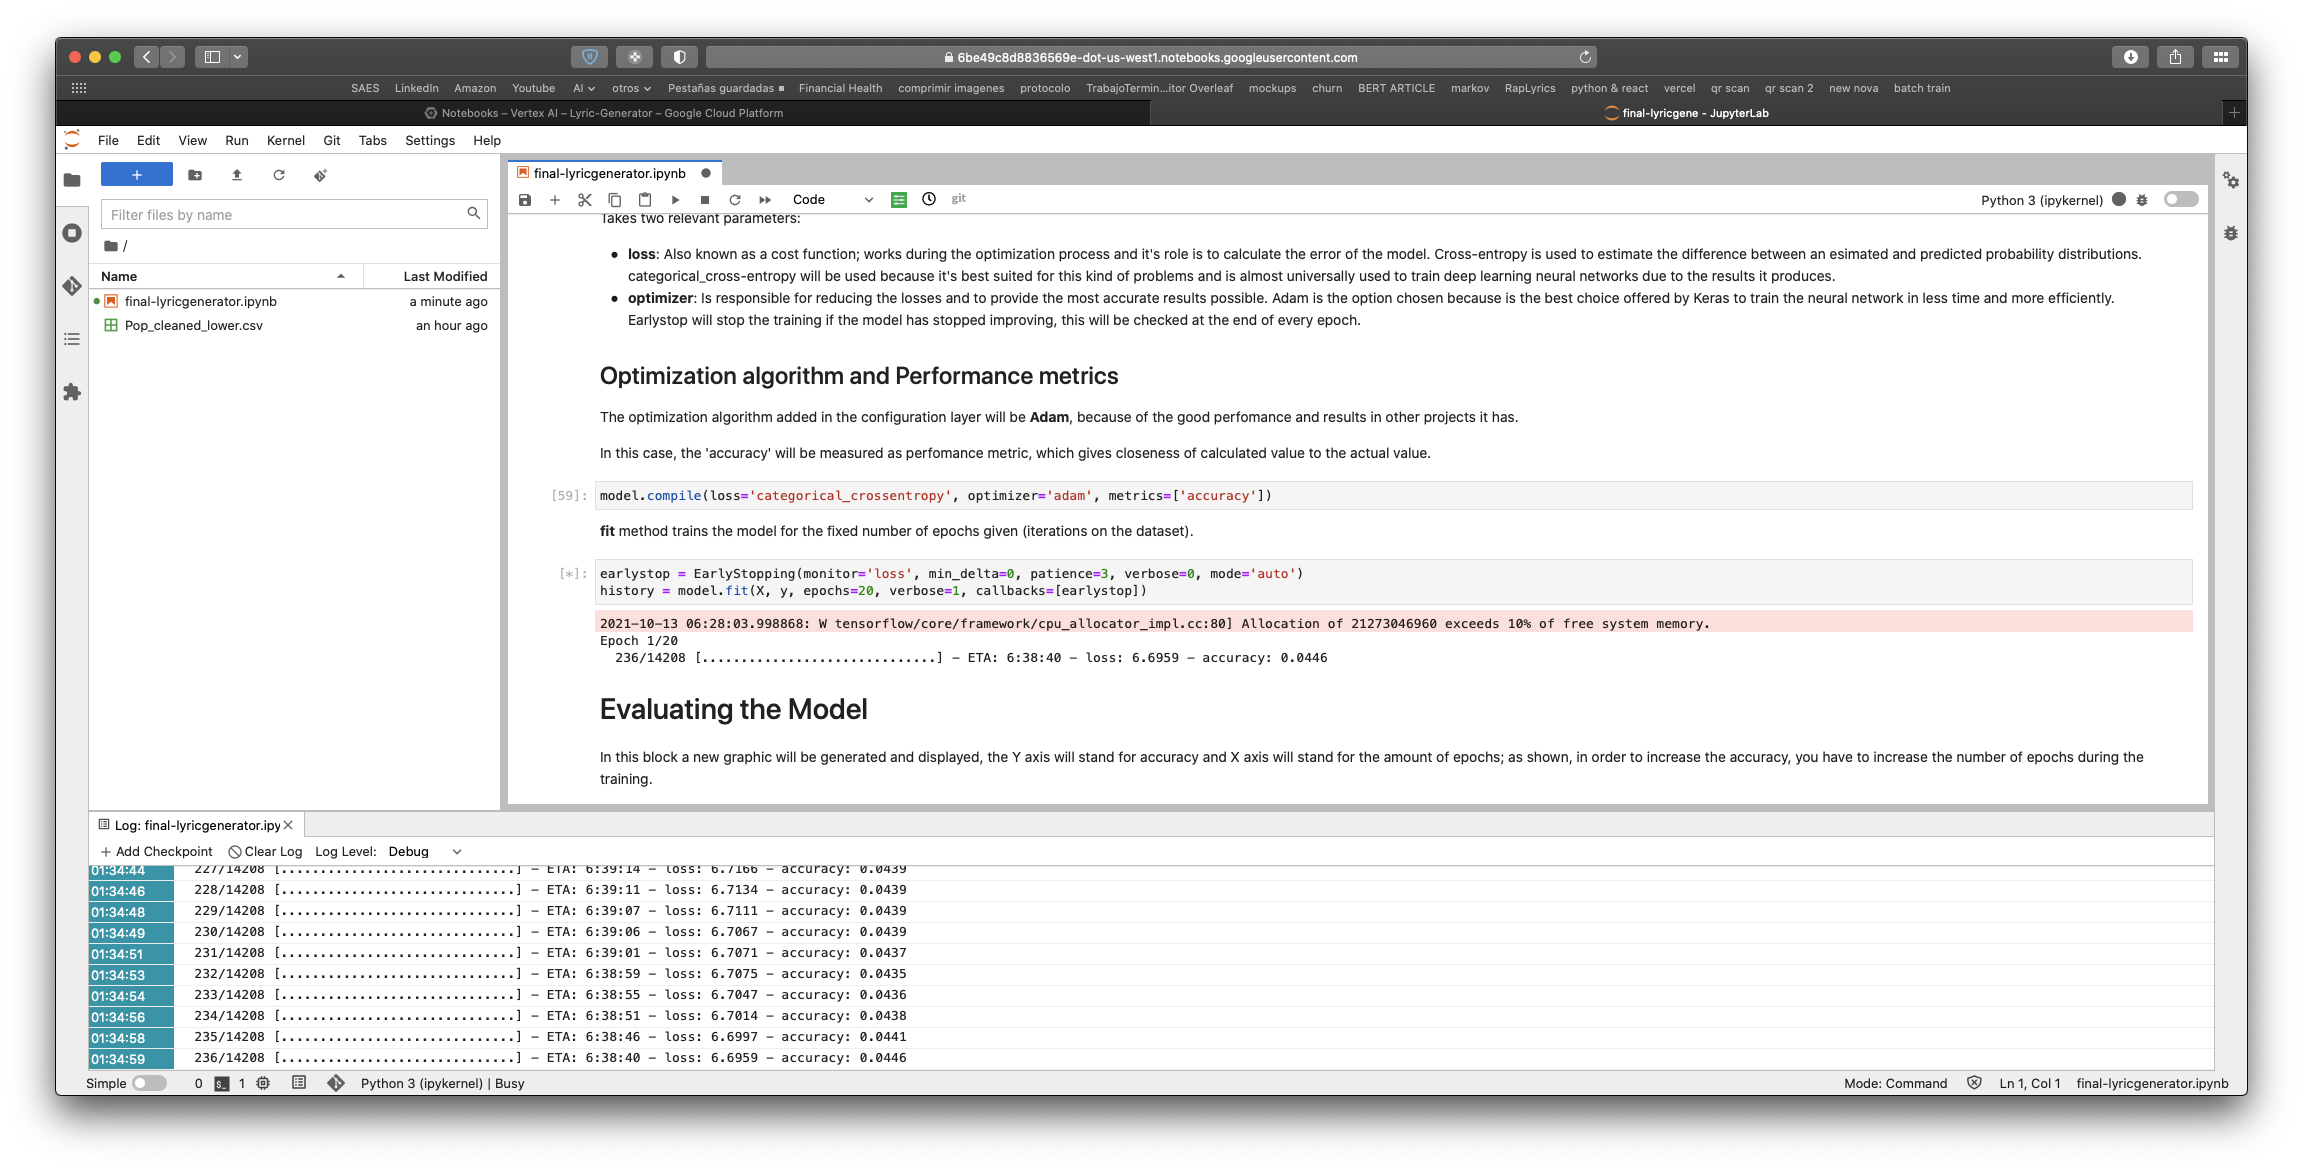 6be49c8d8836569e-dot-us-west1.notebooks.googleusercontent.com
SAES LinkedIn Amazon Youtube AI otros Pestañas guardadas Financial Health comprimir imagenes protocolo TrabajoTermin...itor Overleaf mockups churn BERT ARTICLE markov RapLyrics python & react vercel qr scan qr scan 2 new nova batch train
Notebooks – Vertex AI – Lyric-Generator – Google Cloud Platform
final-lyricgene - JupyterLab
File Edit View Run Kernel Git Tabs Settings Help
final-lyricgenerator.ipynb
Code git Python 3 (ipykernel)
Filter files by name
/
Name Last Modified
final-lyricgenerator.ipynb a minute ago
Pop_cleaned_lower.csv an hour ago
Takes two relevant parameters:
• loss: Also known as a cost function; works during the optimization process and it's role is to calculate the error of the model. Cross-entropy is used to estimate the difference between an esimated and predicted probability distributions.
categorical_cross-entropy will be used because it's best suited for this kind of problems and is almost universally used to train deep learning neural networks due to the results it produces.
• optimizer: Is responsible for reducing the losses and to provide the most accurate results possible. Adam is the option chosen because is the best choice offered by Keras to train the neural network in less time and more efficiently.
Earlystop will stop the training if the model has stopped improving, this will be checked at the end of every epoch.
Optimization algorithm and Performance metrics
The optimization algorithm added in the configuration layer will be Adam, because of the good perfomance and results in other projects it has.
In this case, the 'accuracy' will be measured as perfomance metric, which gives closeness of calculated value to the actual value.
[59]: model.compile(loss='categorical_crossentropy', optimizer='adam', metrics=['accuracy'])
fit method trains the model for the fixed number of epochs given (iterations on the dataset).
[*]: earlystop = EarlyStopping(monitor='loss', min_delta=0, patience=3, verbose=0, mode='auto')
history = model.fit(X, y, epochs=20, verbose=1, callbacks=[earlystop])
2021-10-13 06:28:03.998868: W tensorflow/core/framework/cpu_allocator_impl.cc:80] Allocation of 21273046960 exceeds 10% of free system memory.
Epoch 1/20
236/14208 [..............................] - ETA: 6:38:40 - loss: 6.6959 - accuracy: 0.0446
Evaluating the Model
In this block a new graphic will be generated and displayed, the Y axis will stand for accuracy and X axis will stand for the amount of epochs; as shown, in order to increase the accuracy, you have to increase the number of epochs during the
training.
Log: final-lyricgenerator.ipy
Add Checkpoint Clear Log Log Level: Debug
01:34:44 227/14208 [..............................] - ETA: 6:39:14 - loss: 6.7166 - accuracy: 0.0439
01:34:46 228/14208 [..............................] - ETA: 6:39:11 - loss: 6.7134 - accuracy: 0.0439
01:34:48 229/14208 [..............................] - ETA: 6:39:07 - loss: 6.7111 - accuracy: 0.0439
01:34:49 230/14208 [..............................] - ETA: 6:39:06 - loss: 6.7067 - accuracy: 0.0439
01:34:51 231/14208 [..............................] - ETA: 6:39:01 - loss: 6.7071 - accuracy: 0.0437
01:34:53 232/14208 [..............................] - ETA: 6:38:59 - loss: 6.7075 - accuracy: 0.0435
01:34:54 233/14208 [..............................] - ETA: 6:38:55 - loss: 6.7047 - accuracy: 0.0436
01:34:56 234/14208 [..............................] - ETA: 6:38:51 - loss: 6.7014 - accuracy: 0.0438
01:34:58 235/14208 [..............................] - ETA: 6:38:46 - loss: 6.6997 - accuracy: 0.0441
01:34:59 236/14208 [..............................] - ETA: 6:38:40 - loss: 6.6959 - accuracy: 0.0446
Simple 0 1 Python 3 (ipykernel) | Busy Mode: Command Ln 1, Col 1 final-lyricgenerator.ipynb